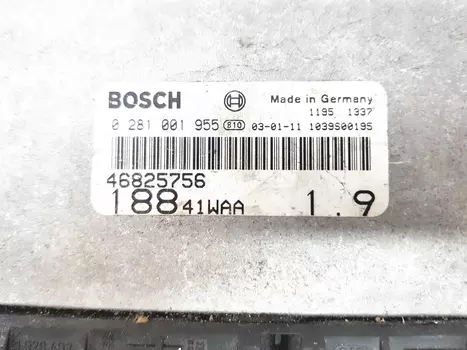 BOSCH
Made in Germany
1195 1337
0 281 001 955 B10 03-01-11 1039S00195
46825756
188 41WAA 1.9